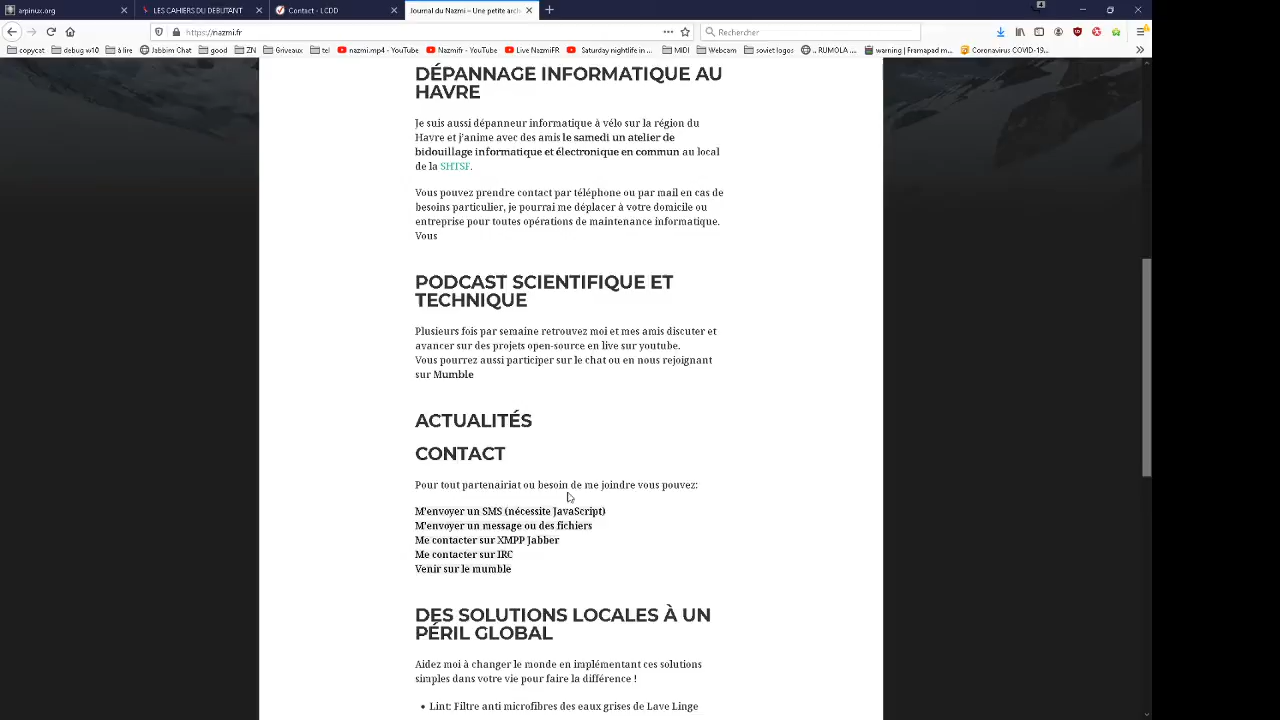 arpinux.org
LES CAHIERS DU DEBUTANT
Contact - LCDD
Journal du Nazmi – Une petite arch
https://nazmi.fr
Rechercher
copycat
debug w10
à lire
Jabbim Chat
good
ZN
Griveaux
tel
nazmi.mp4 - YouTube
Nazmifr - YouTube
Live NazmiFR
Saturday nightlife in ...
MIDI
Webcam
soviet logos
.. RUMOLA ...
warning | Framapad m...
Coronavirus COVID-19...
DÉPANNAGE INFORMATIQUE AU
HAVRE
Je suis aussi dépanneur informatique à vélo sur la région du
Havre et j'anime avec des amis le samedi un atelier de
bidouillage informatique et électronique en commun au local
de la SHTSF.
Vous pouvez prendre contact par téléphone ou par mail en cas de
besoins particulier, je pourrai me déplacer à votre domicile ou
entreprise pour toutes opérations de maintenance informatique.
Vous
PODCAST SCIENTIFIQUE ET
TECHNIQUE
Plusieurs fois par semaine retrouvez moi et mes amis discuter et
avancer sur des projets open-source en live sur youtube.
Vous pourrez aussi participer sur le chat ou en nous rejoignant
sur Mumble
ACTUALITÉS
CONTACT
Pour tout partenairiat ou besoin de me joindre vous pouvez:
M'envoyer un SMS (nécessite JavaScript)
M'envoyer un message ou des fichiers
Me contacter sur XMPP Jabber
Me contacter sur IRC
Venir sur le mumble
DES SOLUTIONS LOCALES À UN
PÉRIL GLOBAL
Aidez moi à changer le monde en implémentant ces solutions
simples dans votre vie pour faire la différence !
• Lint: Filtre anti microfibres des eaux grises de Lave Linge